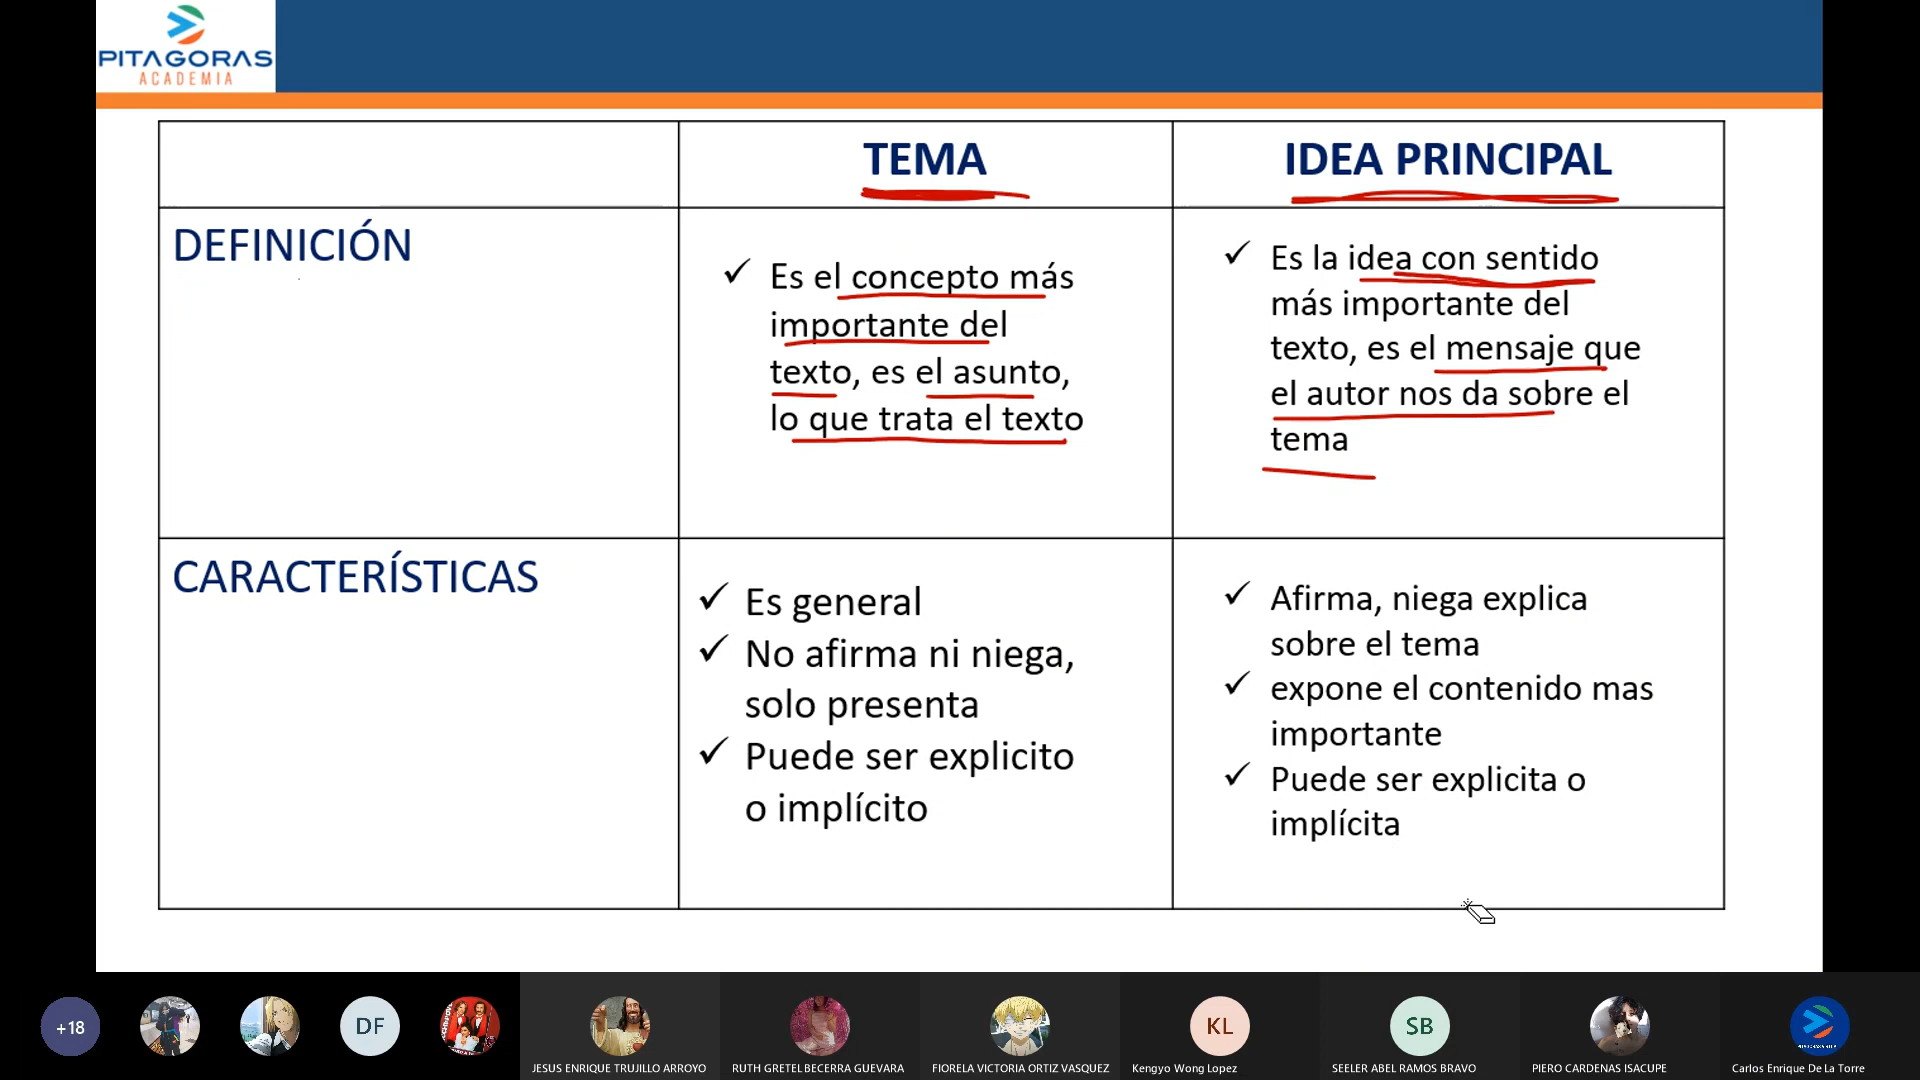 PITAGORAS
ACADEMIA
TEMA
IDEA PRINCIPAL
DEFINICIÓN
✓ Es el concepto más
importante del
texto, es el asunto,
lo que trata el texto
✓ Es la idea con sentido
más importante del
texto, es el mensaje que
el autor nos da sobre el
tema
CARACTERÍSTICAS
✓ Es general
✓ No afirma ni niega,
solo presenta
✓ Puede ser explicito
o implícito
✓ Afirma, niega explica
sobre el tema
✓ expone el contenido mas
importante
✓ Puede ser explicita o
implícita
+18
DF
KL
SB
JESUS ENRIQUE TRUJILLO ARROYO
RUTH GRETEL BECERRA GUEVARA
FIORELA VICTORIA ORTIZ VASQUEZ
Kengyo Wong Lopez
SEELER ABEL RAMOS BRAVO
PIERO CARDENAS ISACUPE
Carlos Enrique De La Torre